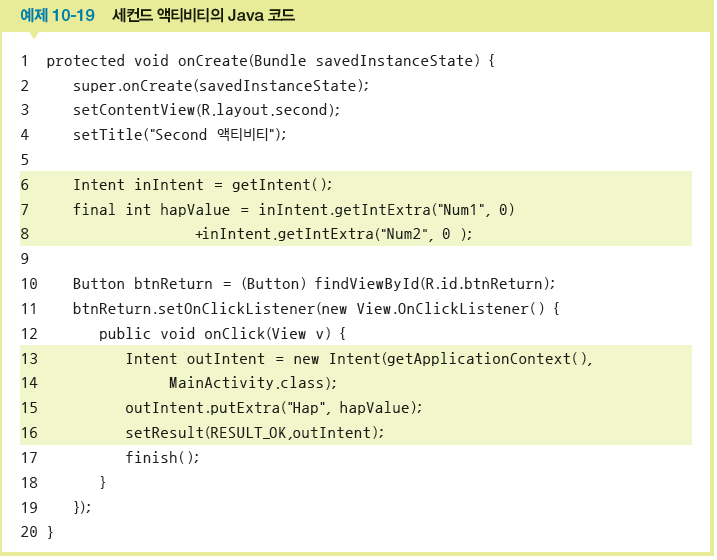 예제 10-19 세컨드 액티비티의 Java 코드
1 protected void onCreate(Bundle savedInstanceState) {
2 super.onCreate(savedInstanceState);
3 setContentView(R.layout.second);
4 setTitle("Second 액티비티");
5
6 Intent inIntent = getIntent();
7 final int hapValue = inIntent.getIntExtra("Num1", 0)
8 +inIntent.getIntExtra("Num2", 0 );
9
10 Button btnReturn = (Button) findViewById(R.id.btnReturn);
11 btnReturn.setOnClickListener(new View.OnClickListener() {
12 public void onClick(View v) {
13 Intent outIntent = new Intent(getApplicationContext(),
14 MainActivity.class);
15 outIntent.putExtra("Hap", hapValue);
16 setResult(RESULT_OK,outIntent);
17 finish();
18 }
19 });
20 }